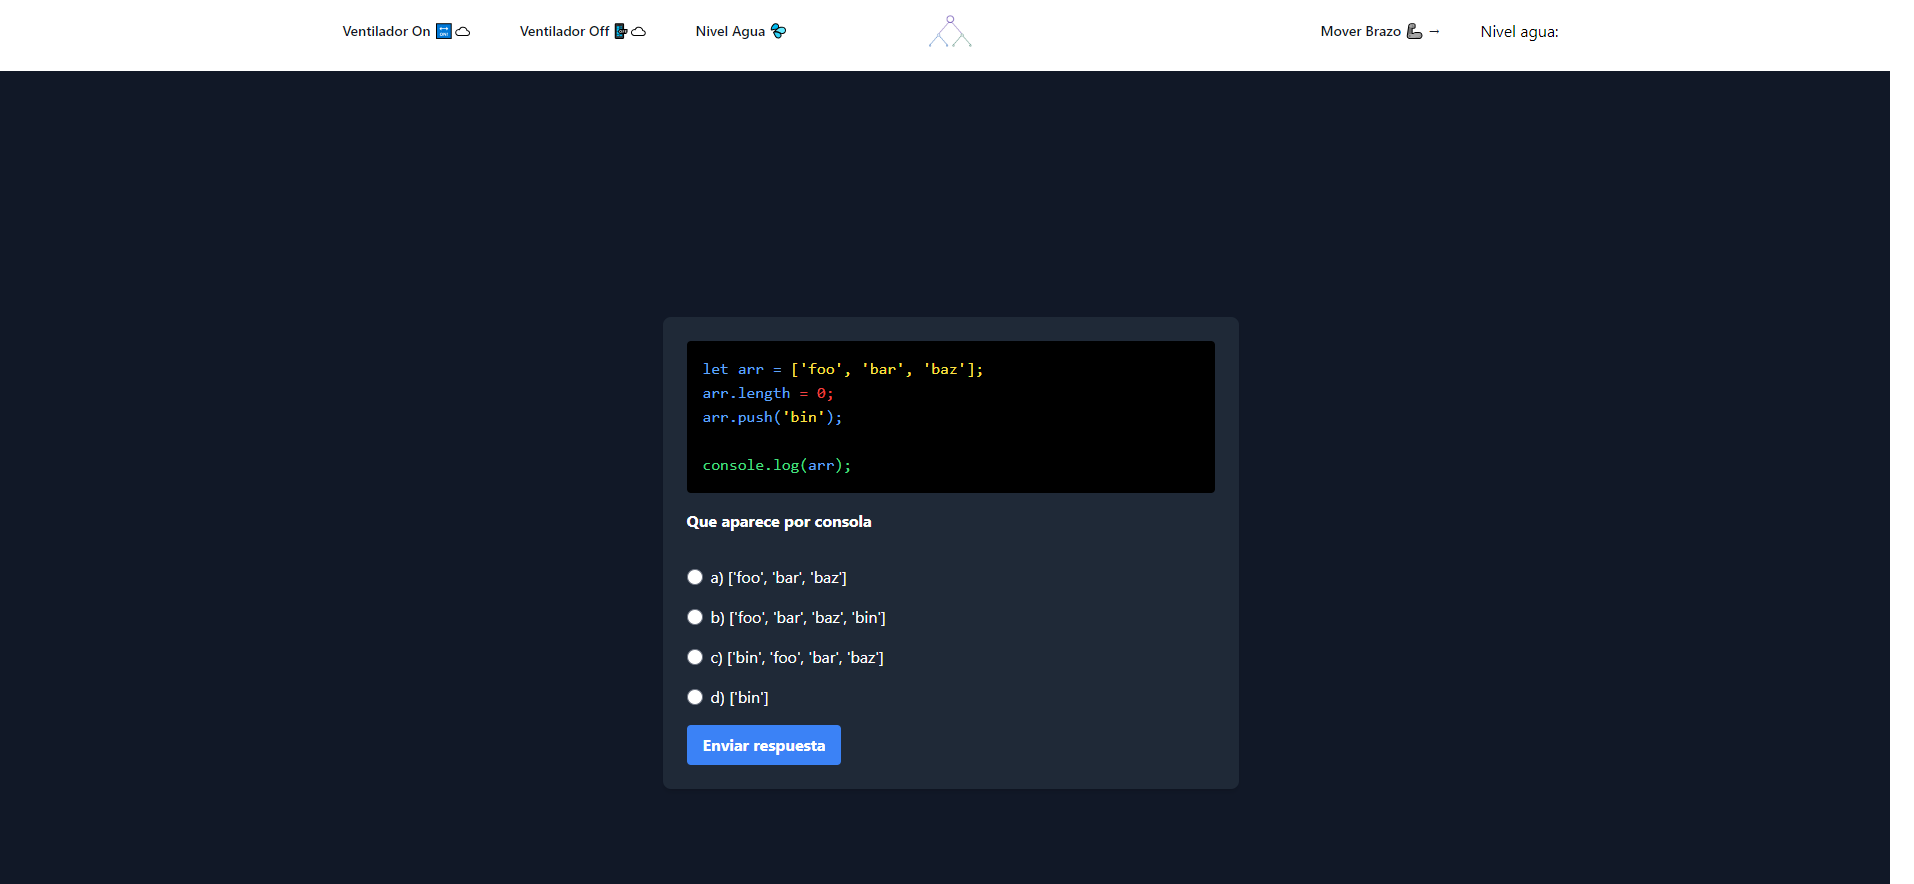 Ventilador On
Ventilador Off
Nivel Agua
Mover Brazo →
Nivel agua:
let arr = ['foo', 'bar', 'baz'];
arr.length = 0;
arr.push('bin');
console.log(arr);
Que aparece por consola
a) ['foo', 'bar', 'baz']
b) ['foo', 'bar', 'baz', 'bin']
c) ['bin', 'foo', 'bar', 'baz']
d) ['bin']
Enviar respuesta